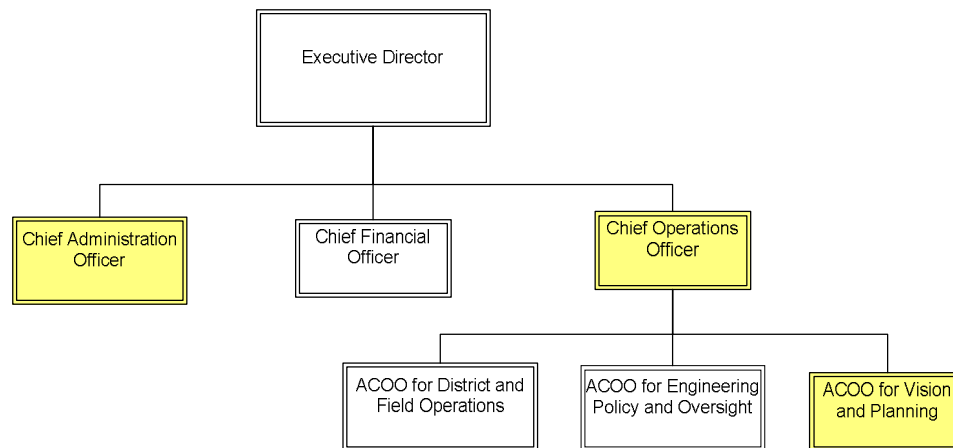 Executive Director
Chief Administration
Officer
Chief Financial
Officer
Chief Operations
Officer
ACOO for District and
Field Operations
ACOO for Engineering
Policy and Oversight
ACOO for Vision
and Planning